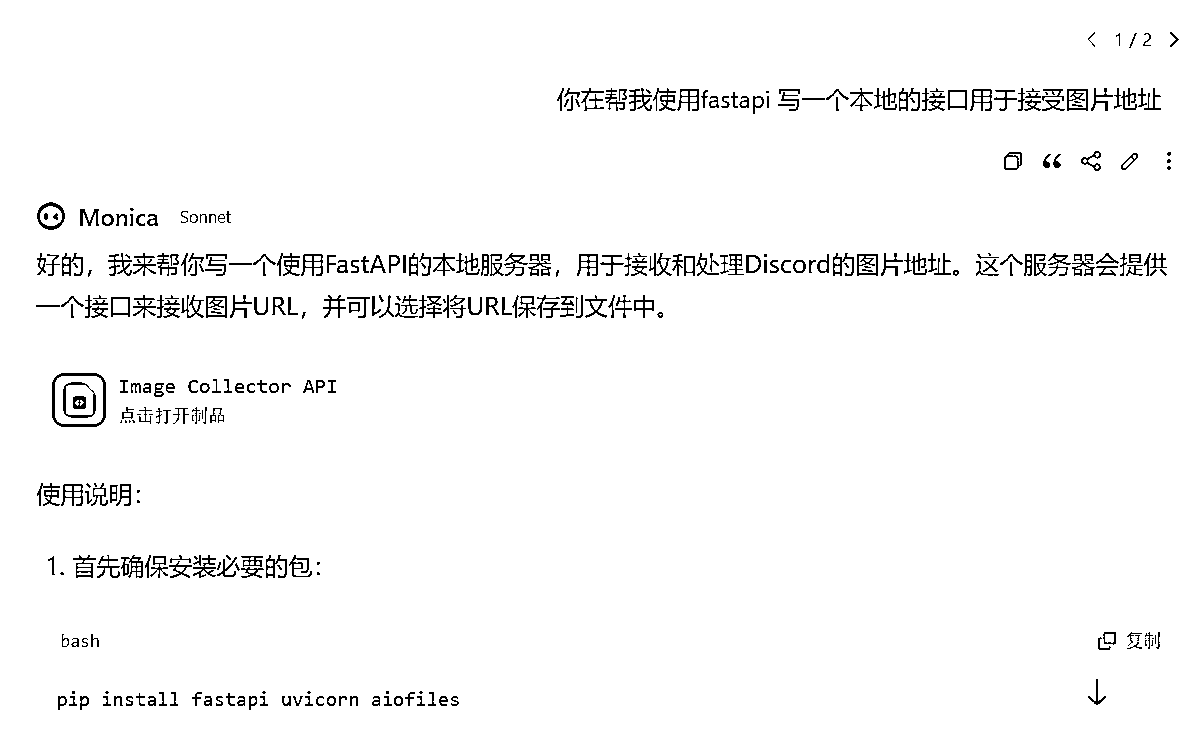 1 / 2
你在帮我使用fastapi 写一个本地的接口用于接受图片地址
Monica Sonnet
好的，我来帮你写一个使用FastAPI的本地服务器，用于接收和处理Discord的图片地址。这个服务器会提供
一个接口来接收图片URL，并可以选择将URL保存到文件中。
Image Collector API
点击打开制品
使用说明：
1. 首先确保安装必要的包：
bash 复制
pip install fastapi uvicorn aiofiles